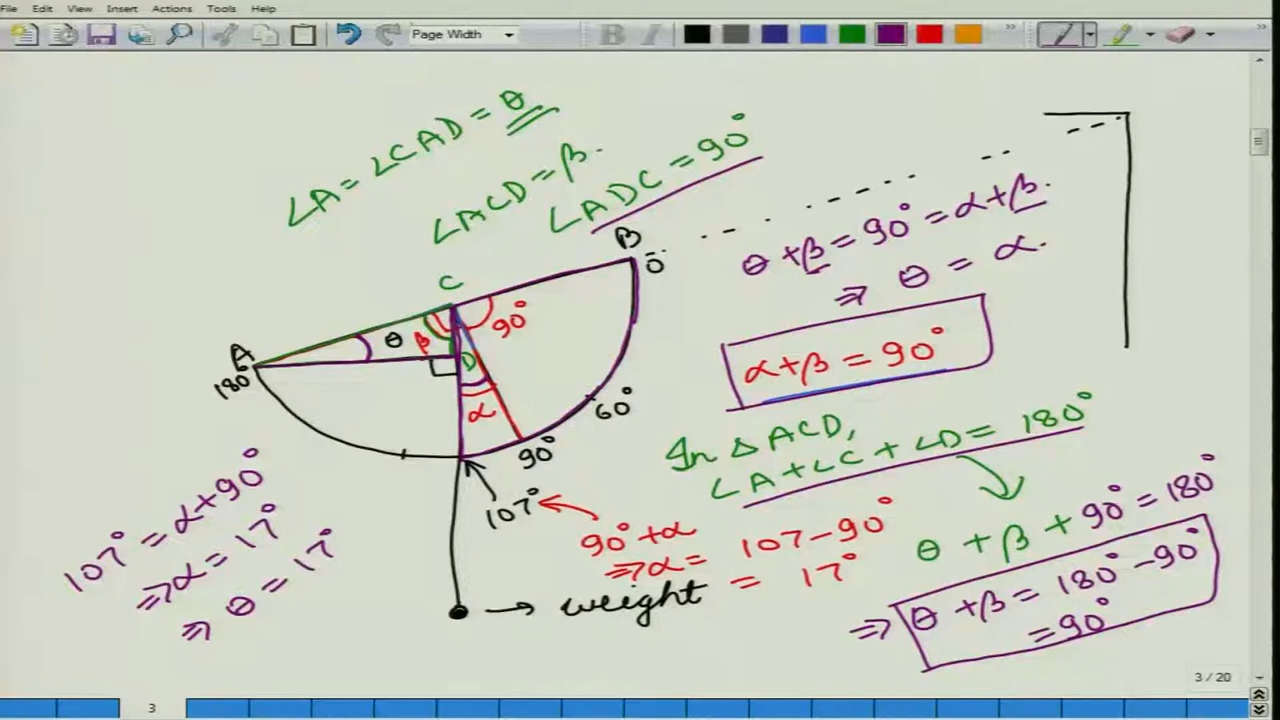 File Edit View Insert Actions Tools Help
Page Width
∠A = ∠CAD = θ
∠ACD = β.
∠ADC = 90°
θ + β = 90° = α + β.
⇒ θ = α.
α + β = 90°
B
0°
C
A
180°
θ
β
90°
D
α
60°
90°
107°
In △ACD,
∠A + ∠C + ∠D = 180°
θ + β + 90° = 180°
⇒ θ + β = 180° - 90°
= 90°
90° + α
⇒ α = 107 - 90°
= 17°
107° = α + 90°
⇒ α = 17°
⇒ θ = 17°
→ weight
3 / 20
3